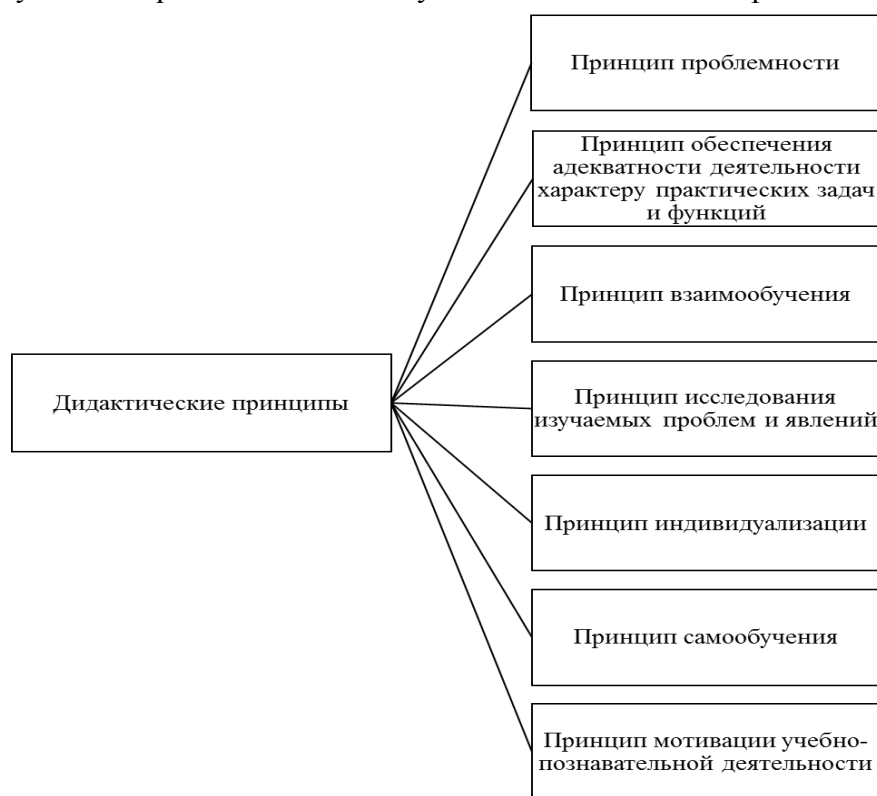 Принцип проблемности
Принцип обеспечения
адекватности деятельности
характеру практических задач
и функций
Принцип взаимообучения
Дидактические принципы
Принцип исследования
изучаемых проблем и явлений
Принцип индивидуализации
Принцип самообучения
Принцип мотивации учебно-
познавательной деятельности